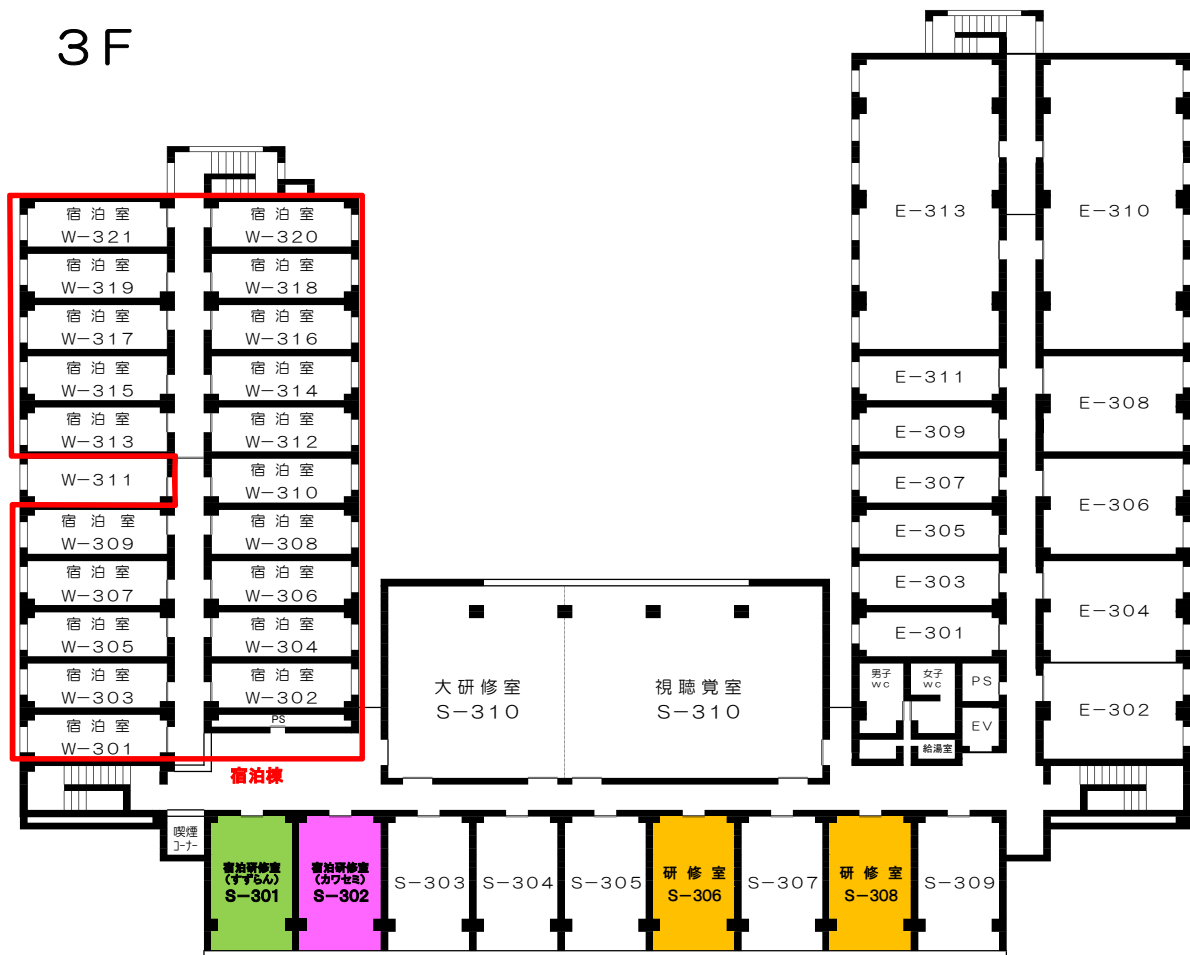 3F
宿泊室
W-321
宿泊室
W-320
宿泊室
W-319
宿泊室
W-318
宿泊室
W-317
宿泊室
W-316
宿泊室
W-315
宿泊室
W-314
宿泊室
W-313
宿泊室
W-312
W-311
宿泊室
W-310
宿泊室
W-309
宿泊室
W-308
宿泊室
W-307
宿泊室
W-306
宿泊室
W-305
宿泊室
W-304
宿泊室
W-303
宿泊室
W-302
宿泊室
W-301
PS
宿泊棟
喫煙
コーナー
大研修室
S-310
視聴覚室
S-310
E-313
E-310
E-311
E-308
E-309
E-307
E-306
E-305
E-303
E-304
E-301
男子
WC
女子
WC
PS
EV
給湯室
E-302
宿泊研修室
(すずらん)
S-301
宿泊研修室
(カワセミ)
S-302
S-303
S-304
S-305
研修室
S-306
S-307
研修室
S-308
S-309